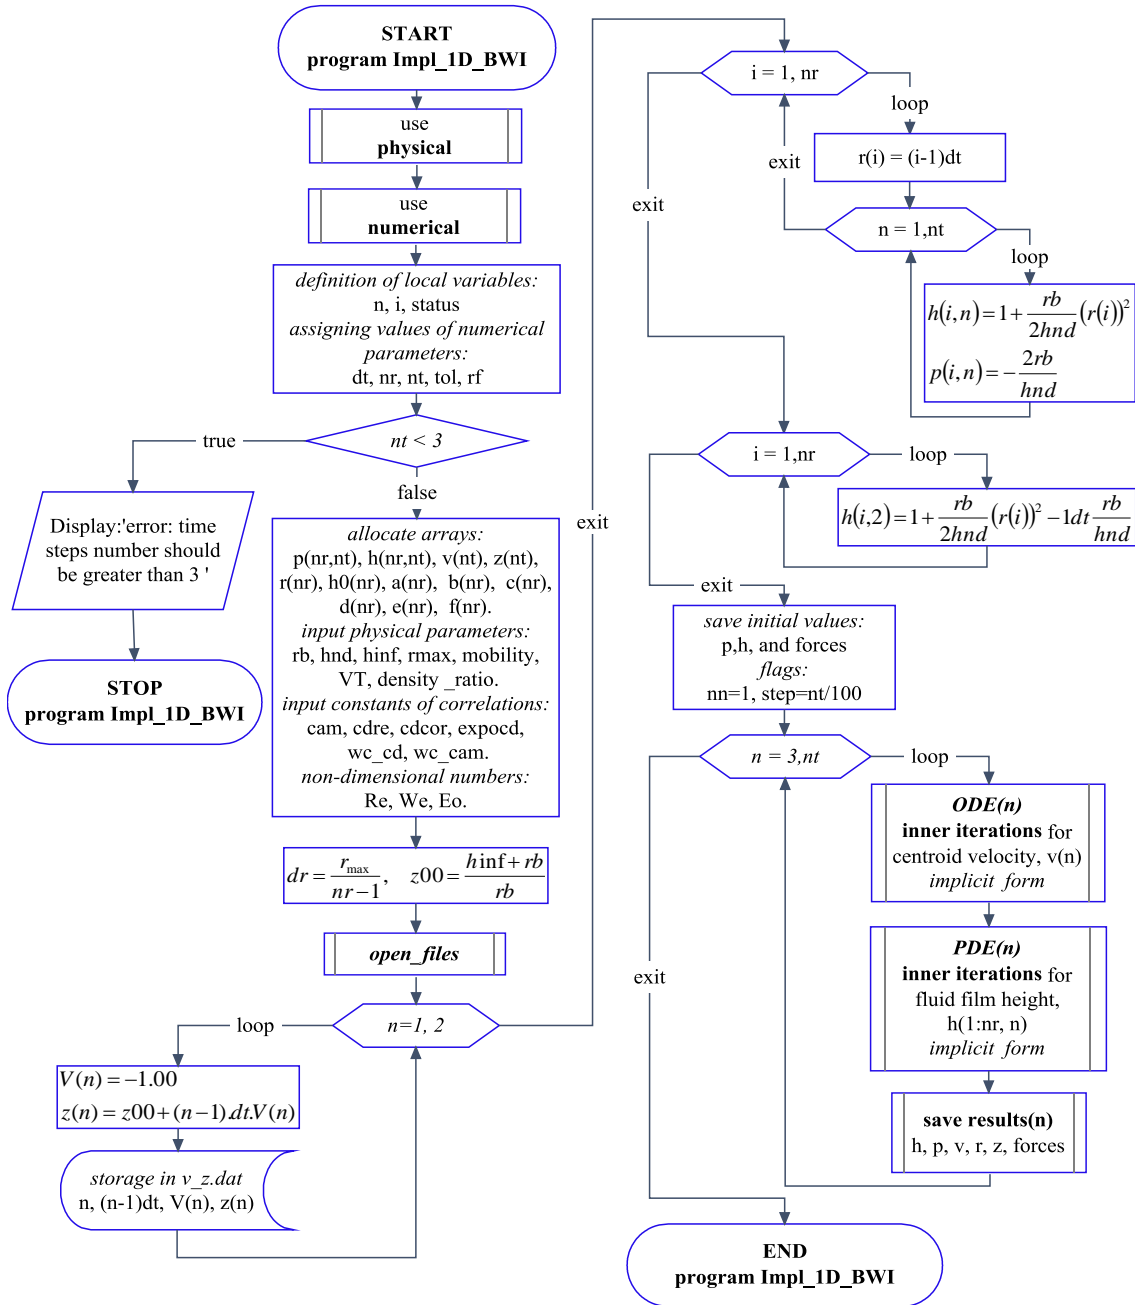 START
program Impl_1D_BWI
use
physical
use
numerical
definition of local variables:
n, i, status
assigning values of numerical
parameters:
dt, nr, nt, tol, rf
nt < 3
true
false
Display:'error: time
steps number should
be greater than 3 '
STOP
program Impl_1D_BWI
allocate arrays:
p(nr,nt), h(nr,nt), v(nt), z(nt),
r(nr), h0(nr), a(nr), b(nr), c(nr),
d(nr), e(nr), f(nr).
input physical parameters:
rb, hnd, hinf, rmax, mobility,
VT, density _ratio.
input constants of correlations:
cam, cdre, cdcor, expocd,
wc_cd, wc_cam.
non-dimensional numbers:
Re, We, Eo.
dr = r_max / (nr − 1), z00 = (h inf + rb) / rb
open_files
n=1, 2
loop
exit
V(n) = −1.00
z(n) = z00 + (n−1).dt.V(n)
storage in v_z.dat
n, (n-1)dt, V(n), z(n)
i = 1, nr
loop
exit
r(i) = (i-1)dt
exit
n = 1,nt
loop
h(i,n) = 1 + rb/2hnd (r(i))²
p(i,n) = − 2rb/hnd
i = 1,nr
loop
exit
h(i,2) = 1 + rb/2hnd (r(i))² − 1dt rb/hnd
save initial values:
p,h, and forces
flags:
nn=1, step=nt/100
n = 3,nt
loop
exit
ODE(n)
inner iterations for
centroid velocity, v(n)
implicit form
PDE(n)
inner iterations for
fluid film height,
h(1:nr, n)
implicit form
save results(n)
h, p, v, r, z, forces
END
program Impl_1D_BWI